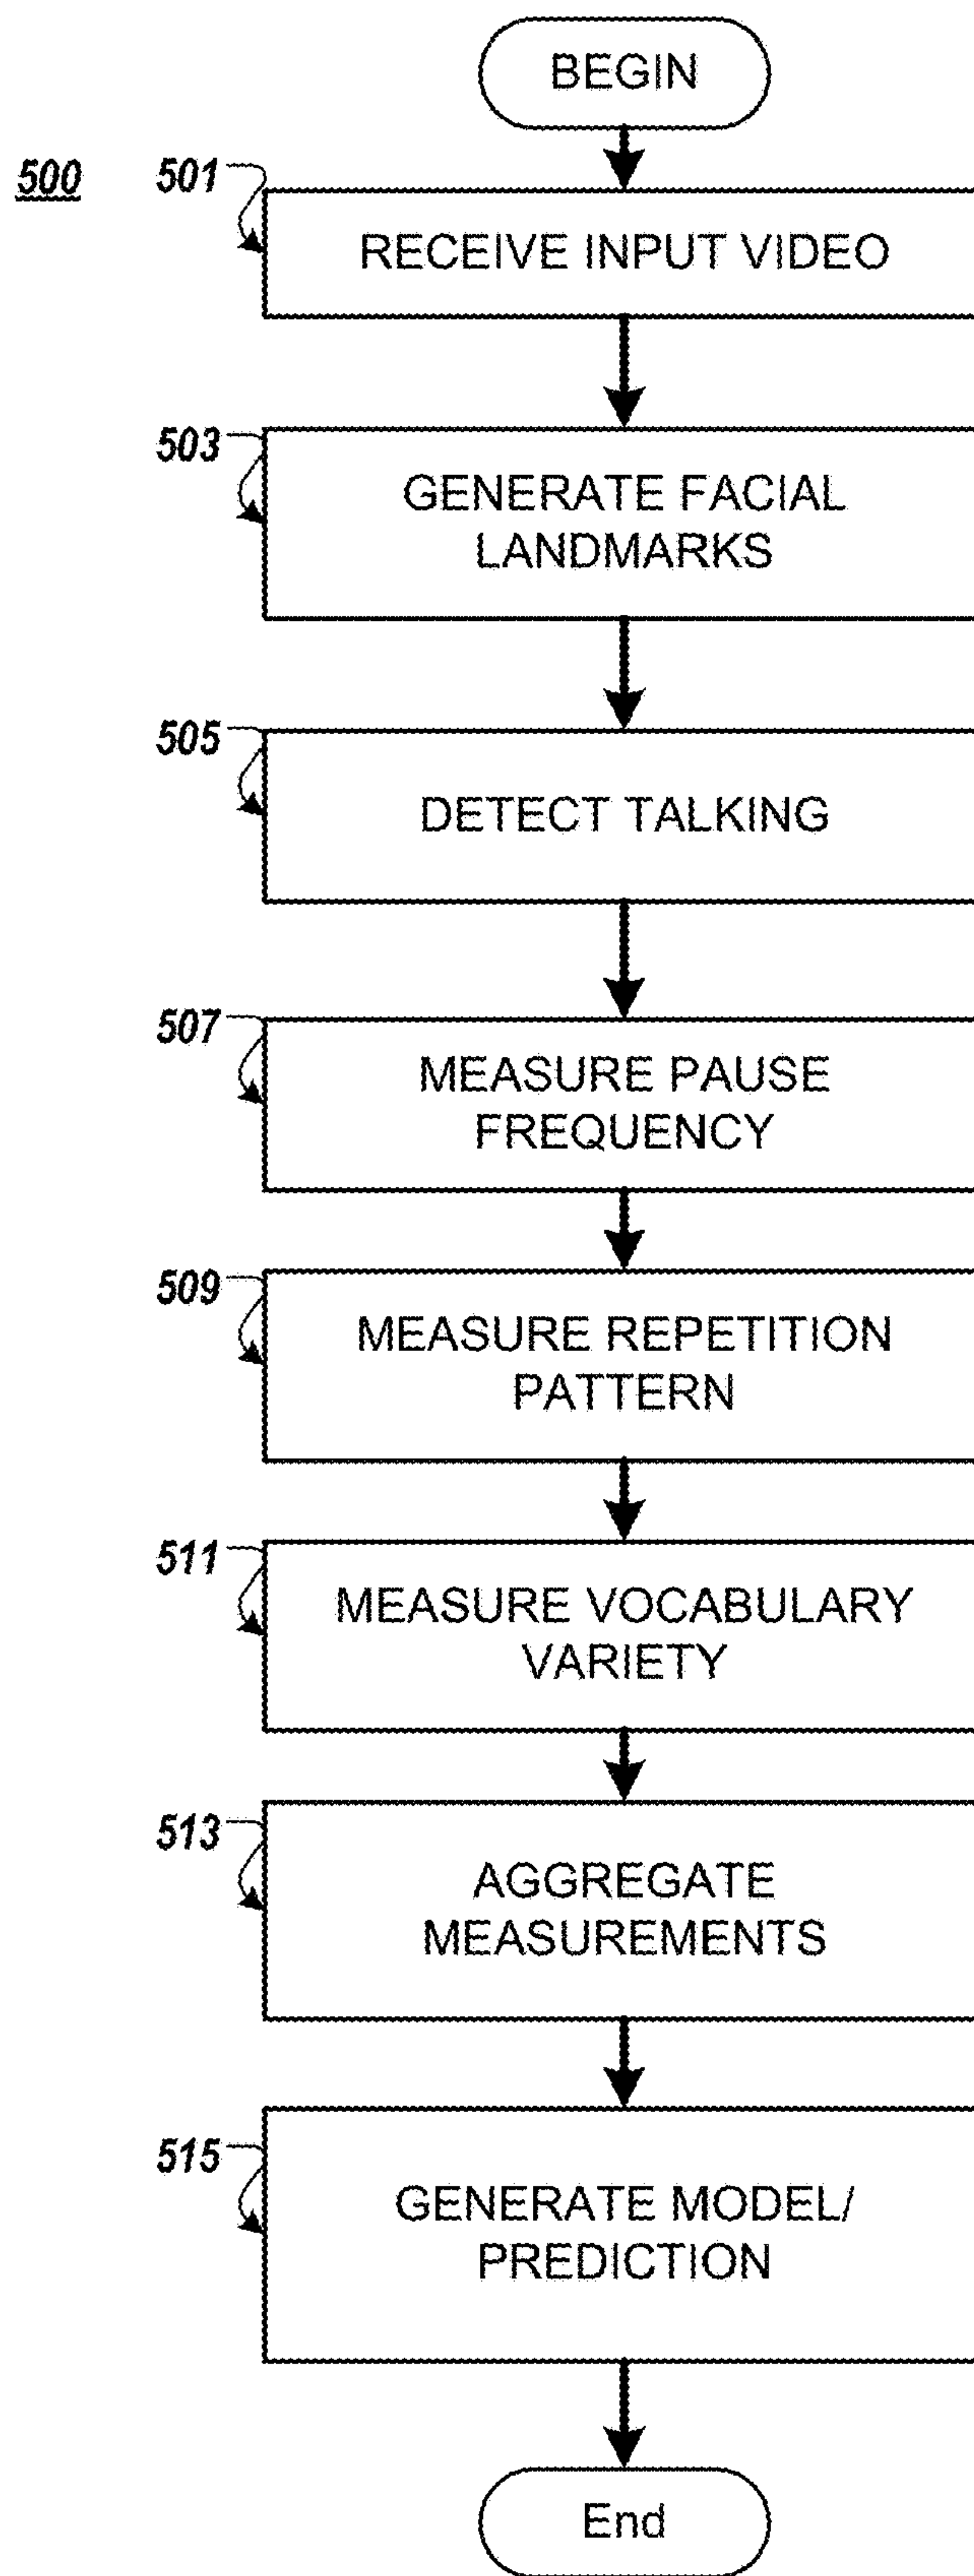 BEGIN
500
501
RECEIVE INPUT VIDEO
503
GENERATE FACIAL
LANDMARKS
505
DETECT TALKING
507
MEASURE PAUSE
FREQUENCY
509
MEASURE REPETITION
PATTERN
511
MEASURE VOCABULARY
VARIETY
513
AGGREGATE
MEASUREMENTS
515
GENERATE MODEL/
PREDICTION
End